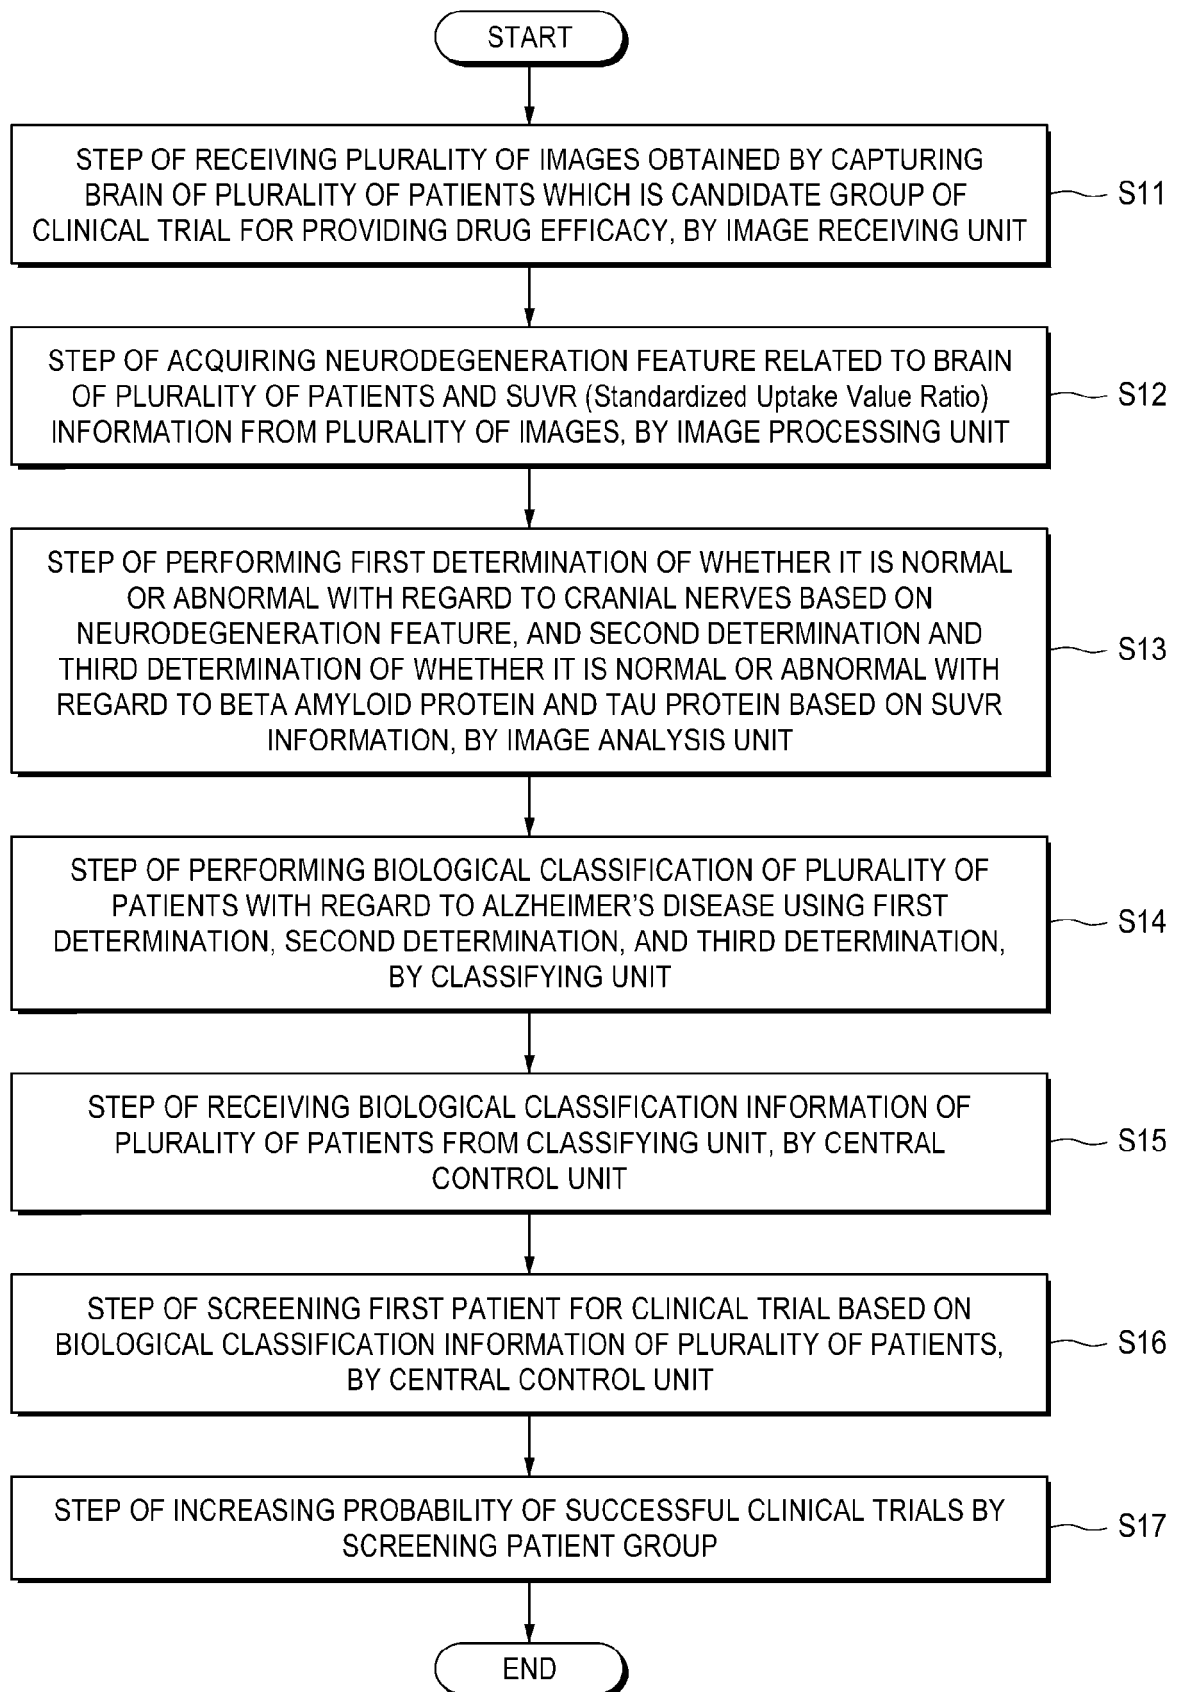 START
STEP OF RECEIVING PLURALITY OF IMAGES OBTAINED BY CAPTURING
BRAIN OF PLURALITY OF PATIENTS WHICH IS CANDIDATE GROUP OF
CLINICAL TRIAL FOR PROVIDING DRUG EFFICACY, BY IMAGE RECEIVING UNIT
S11
STEP OF ACQUIRING NEURODEGENERATION FEATURE RELATED TO BRAIN
OF PLURALITY OF PATIENTS AND SUVR (Standardized Uptake Value Ratio)
INFORMATION FROM PLURALITY OF IMAGES, BY IMAGE PROCESSING UNIT
S12
STEP OF PERFORMING FIRST DETERMINATION OF WHETHER IT IS NORMAL
OR ABNORMAL WITH REGARD TO CRANIAL NERVES BASED ON
NEURODEGENERATION FEATURE, AND SECOND DETERMINATION AND
THIRD DETERMINATION OF WHETHER IT IS NORMAL OR ABNORMAL WITH
REGARD TO BETA AMYLOID PROTEIN AND TAU PROTEIN BASED ON SUVR
INFORMATION, BY IMAGE ANALYSIS UNIT
S13
STEP OF PERFORMING BIOLOGICAL CLASSIFICATION OF PLURALITY OF
PATIENTS WITH REGARD TO ALZHEIMER'S DISEASE USING FIRST
DETERMINATION, SECOND DETERMINATION, AND THIRD DETERMINATION,
BY CLASSIFYING UNIT
S14
STEP OF RECEIVING BIOLOGICAL CLASSIFICATION INFORMATION OF
PLURALITY OF PATIENTS FROM CLASSIFYING UNIT, BY CENTRAL
CONTROL UNIT
S15
STEP OF SCREENING FIRST PATIENT FOR CLINICAL TRIAL BASED ON
BIOLOGICAL CLASSIFICATION INFORMATION OF PLURALITY OF PATIENTS,
BY CENTRAL CONTROL UNIT
S16
STEP OF INCREASING PROBABILITY OF SUCCESSFUL CLINICAL TRIALS BY
SCREENING PATIENT GROUP
S17
END